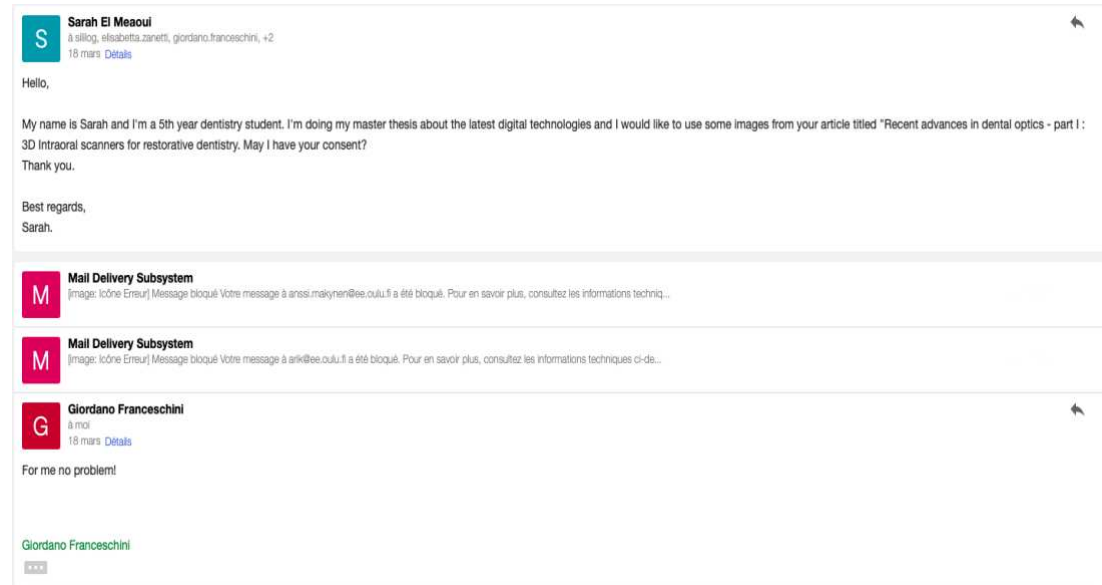 S
Sarah El Meaoui
à sillog, elisabetta.zanetti, giordano.franceschini, +2
18 mars Détails
Hello,
My name is Sarah and I'm a 5th year dentistry student. I'm doing my master thesis about the latest digital technologies and I would like to use some images from your article titled "Recent advances in dental optics - part I :
3D Intraoral scanners for restorative dentistry. May I have your consent?
Thank you.
Best regards,
Sarah.
M
Mail Delivery Subsystem
[image: Icône Erreur] Message bloqué Votre message à anssi.makynen@ee.oulu.fi a été bloqué. Pour en savoir plus, consultez les informations techniq...
M
Mail Delivery Subsystem
[image: Icône Erreur] Message bloqué Votre message à arik@ee.oulu.fi a été bloqué. Pour en savoir plus, consultez les informations techniques ci-de...
G
Giordano Franceschini
à moi
18 mars Détails
For me no problem!
Giordano Franceschini